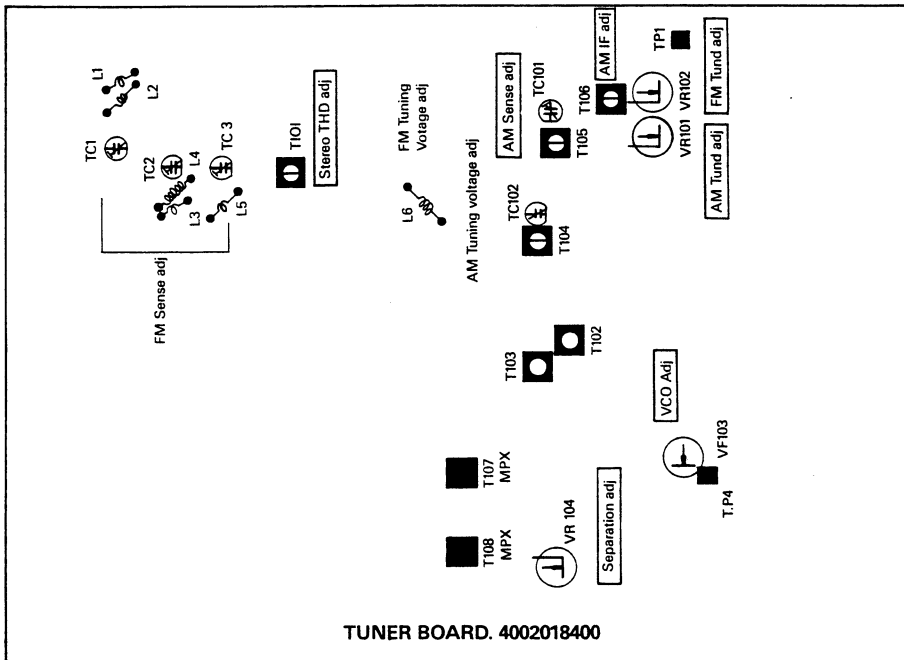 L1
L2
TC1
TC2
L4
TC 3
L3
L5
FM Sense adj
TIOI
Stereo THD adj
FM Tuning
Votage adj
L6
AM Tuning voltage adj
AM Sense adj
TC101
T105
AM IF adj
T106
TP1
VR102
FM Tund adj
VR101
AM Tund adj
TC102
T104
T103
T102
VCO Adj
VF103
T.P4
T107
MPX
T108
MPX
VR 104
Separation adj
TUNER BOARD. 4002018400